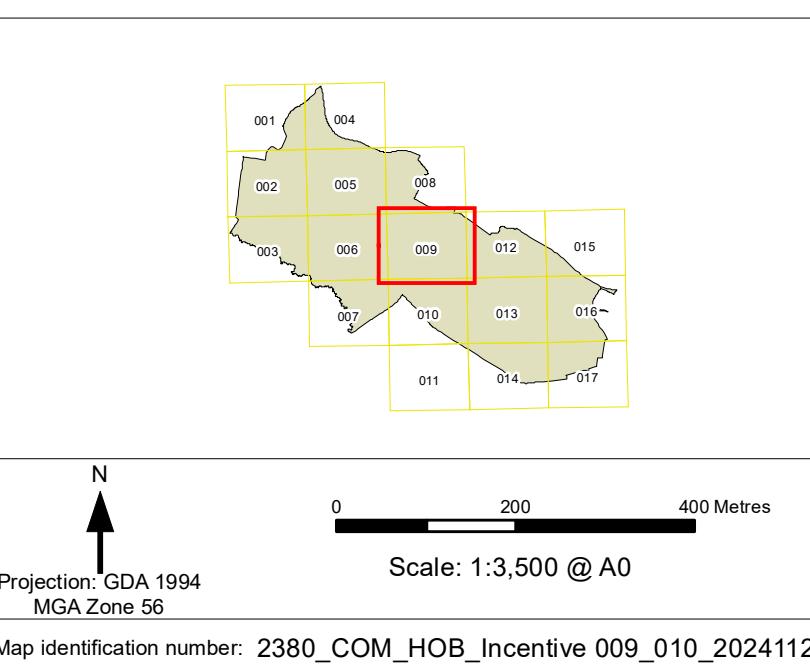 001 004
002 005 008
003 006 009 012 015
007 010 013 016
011 014 017
N
0 200 400 Metres
Scale: 1:3,500 @ A0
Projection: GDA 1994
MGA Zone 56
Map identification number: 2380_COM_HOB_Incentive 009_010_2024112